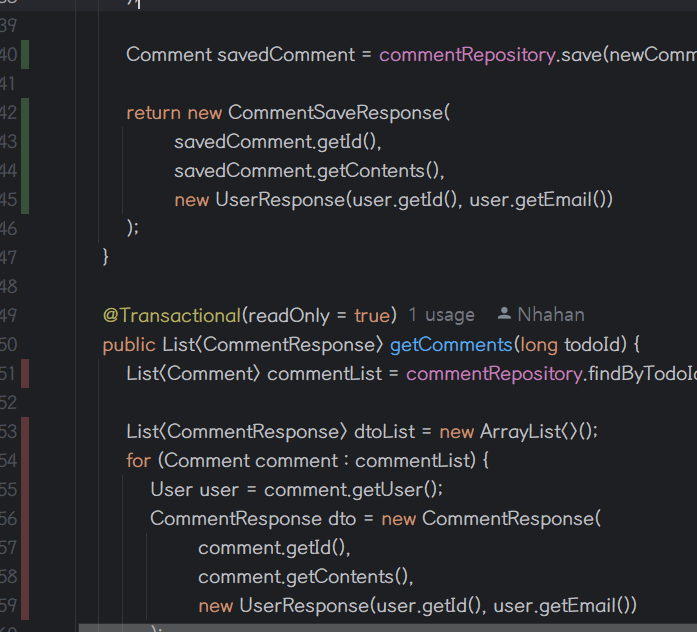 39
40 Comment savedComment = commentRepository.save(newComm
41
42 return new CommentSaveResponse(
43 savedComment.getId(),
44 savedComment.getContents(),
45 new UserResponse(user.getId(), user.getEmail())
46 );
47 }
48
49 @Transactional(readOnly = true) 1 usage Nhahan
50 public List<CommentResponse> getComments(long todoId) {
51 List<Comment> commentList = commentRepository.findByTodoId
52
53 List<CommentResponse> dtoList = new ArrayList<>();
54 for (Comment comment : commentList) {
55 User user = comment.getUser();
56 CommentResponse dto = new CommentResponse(
57 comment.getId(),
58 comment.getContents(),
59 new UserResponse(user.getId(), user.getEmail())